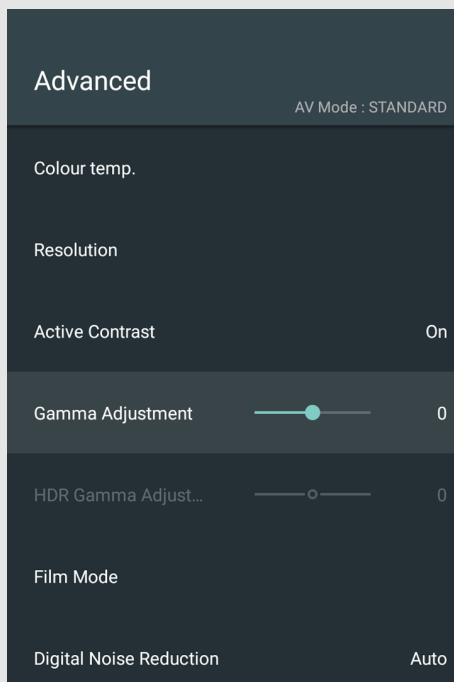 Advanced
AV Mode : STANDARD
Colour temp.
Resolution
Active Contrast On
Gamma Adjustment 0
HDR Gamma Adjust... 0
Film Mode
Digital Noise Reduction Auto